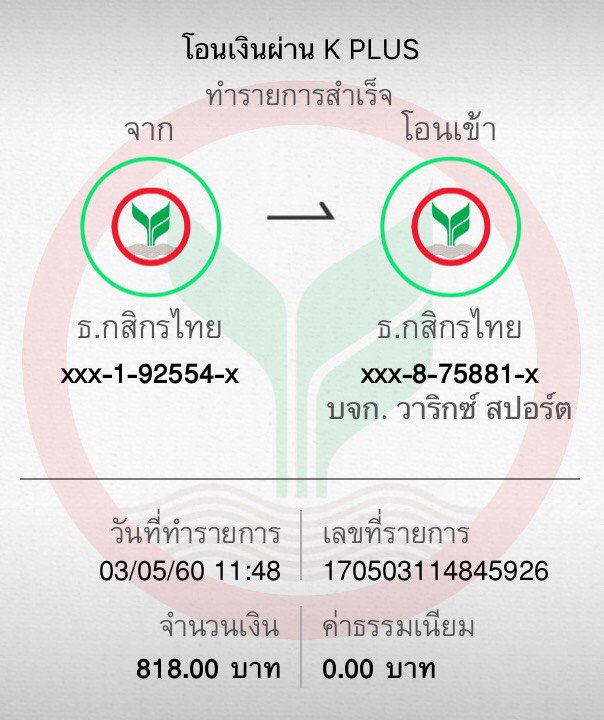 โอนเงินผ่าน K PLUS
ทำรายการสำเร็จ
จาก
โอนเข้า
ธ.กสิกรไทย
ธ.กสิกรไทย
xxx-1-92554-x
xxx-8-75881-x
บจก. วาริกซ์ สปอร์ต
วันที่ทำรายการ
เลขที่รายการ
03/05/60 11:48
170503114845926
จำนวนเงิน
ค่าธรรมเนียม
818.00 บาท
0.00 บาท